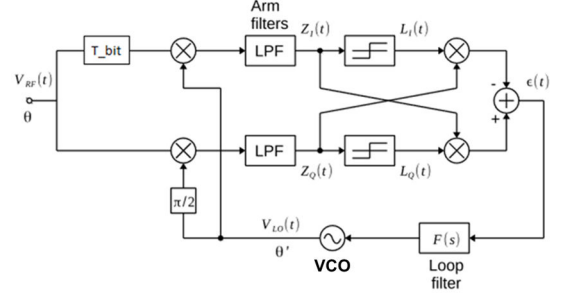 Arm
filters
Z_I(t)
L_I(t)
T_bit
LPF
V_RF(t)
θ
-
ϵ(t)
+
LPF
Z_Q(t)
L_Q(t)
π/2
V_LO(t)
θ'
F(s)
VCO
Loop
filter